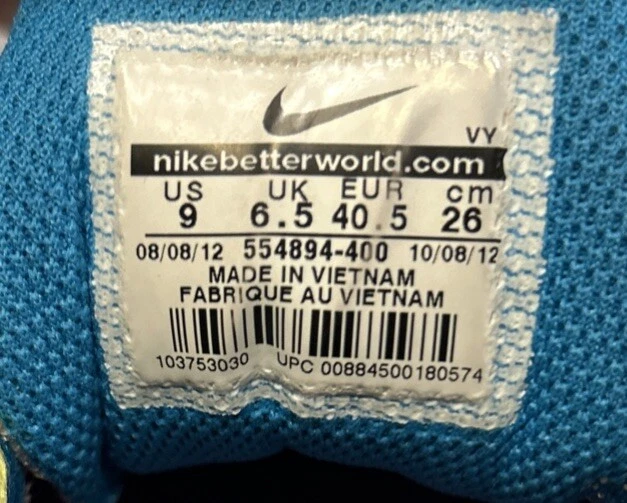 VY
nikebetterworld.com
US UK EUR cm
9 6.5 40.5 26
08/08/12 554894-400 10/08/12
MADE IN VIETNAM
FABRIQUE AU VIETNAM
103753030 UPC 00884500180574